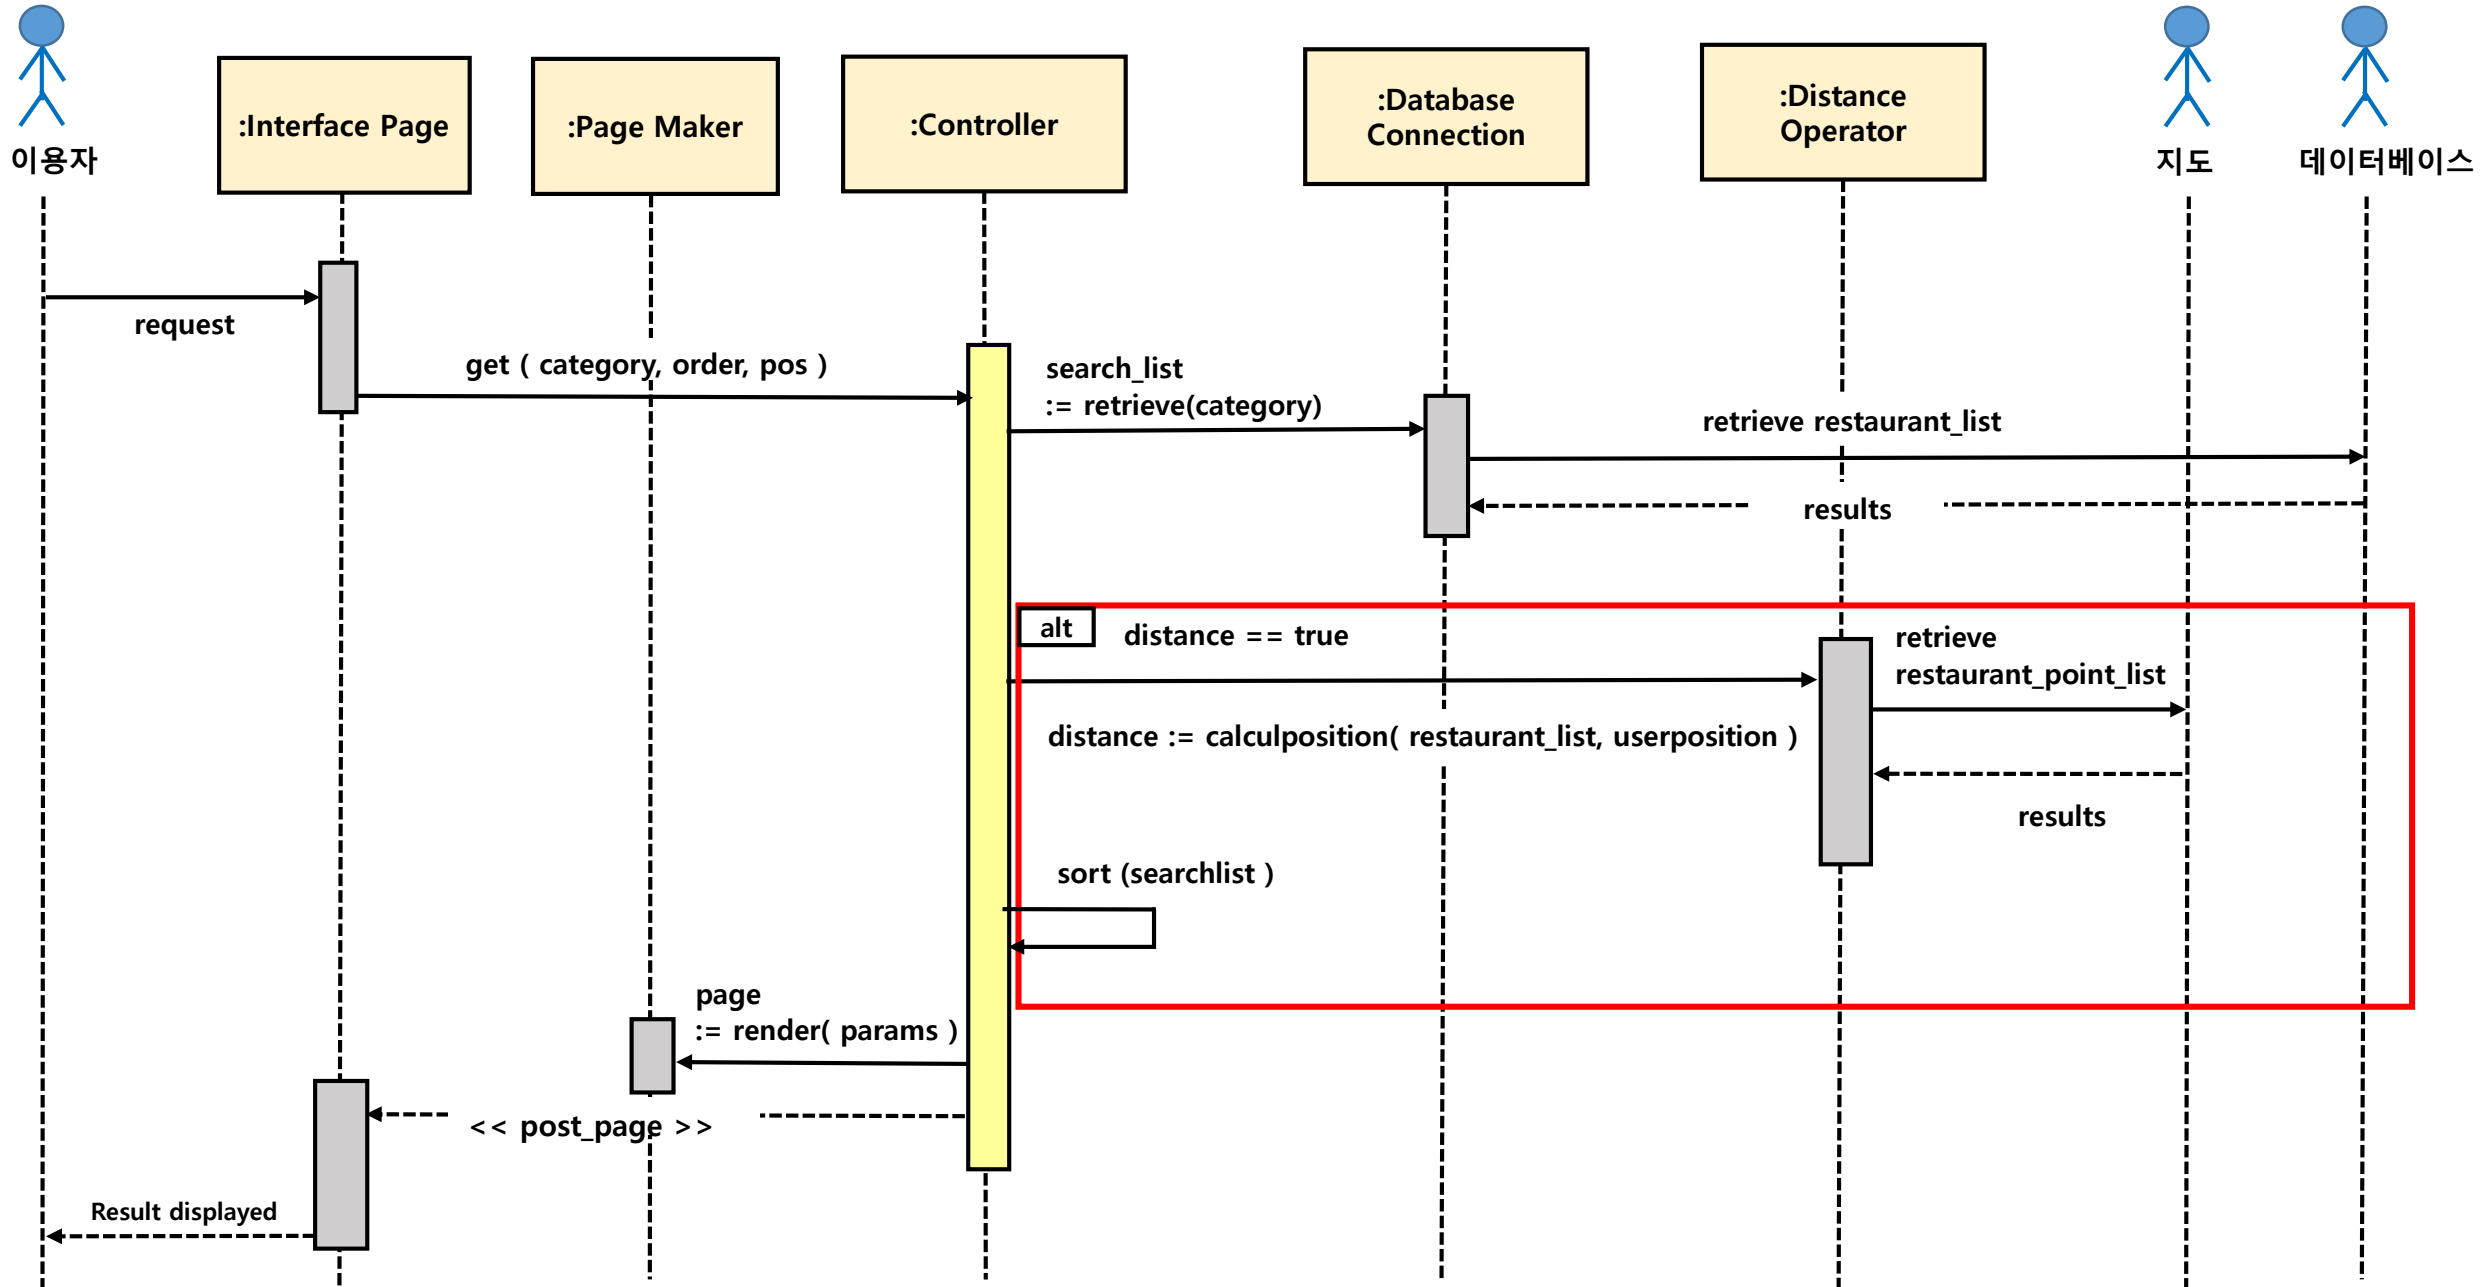 이용자
:Interface Page
:Page Maker
:Controller
:Database
Connection
:Distance
Operator
지도
데이터베이스
request
get ( category, order, pos )
search_list
:= retrieve(category)
retrieve restaurant_list
results
alt
distance == true
retrieve
restaurant_point_list
distance := calculposition( restaurant_list, userposition )
results
sort (searchlist )
page
:= render( params )
<< post_page >>
Result displayed